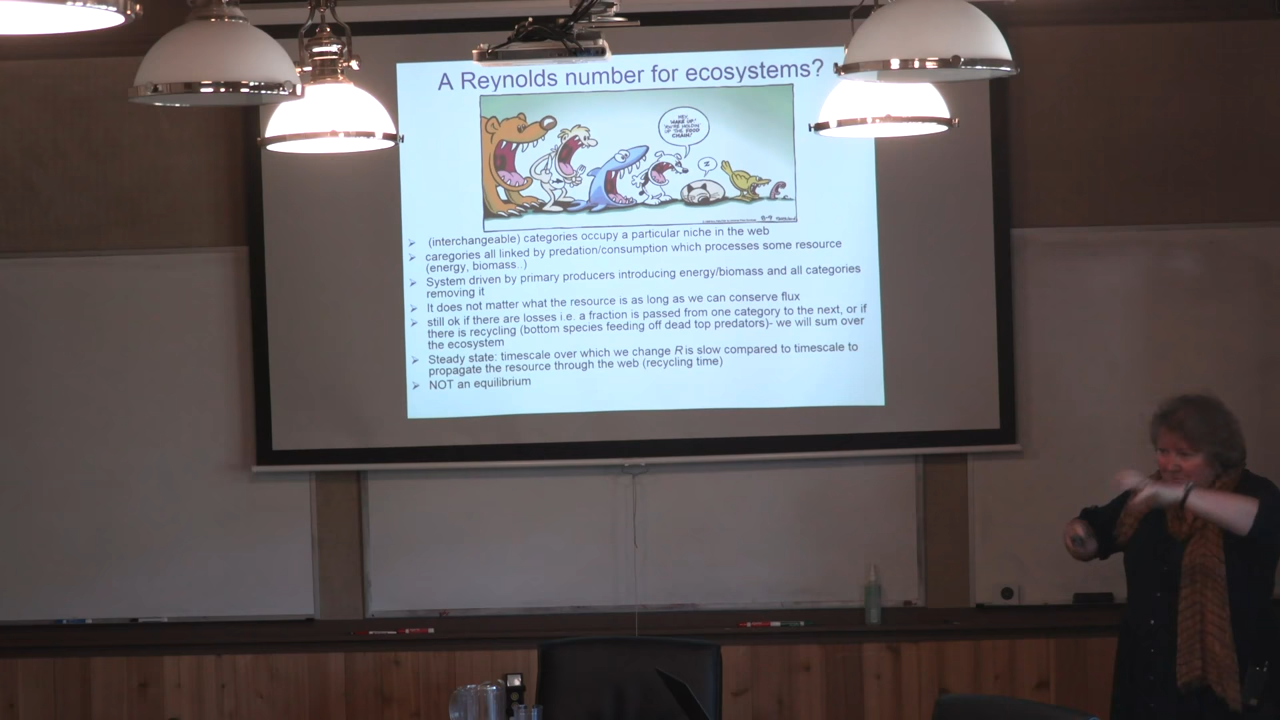 A Reynolds number for ecosystems?
HEY,
WAKE UP!
YOU'RE HOLDIN'
UP THE FOOD
CHAIN!
Z
8-9
(interchangeable) categories occupy a particular niche in the web
caregories all linked by predation/consumption which processes some resource
(energy, biomass..)
System driven by primary producers introducing energy/biomass and all categories
removing it
It does not matter what the resource is as long as we can conserve flux
still ok if there are losses i.e. a fraction is passed from one category to the next, or if
there is recycling (bottom species feeding off dead top predators)- we will sum over
the ecosystem
Steady state: timescale over which we change R is slow compared to timescale to
propagate the resource through the web (recycling time)
NOT an equilibrium